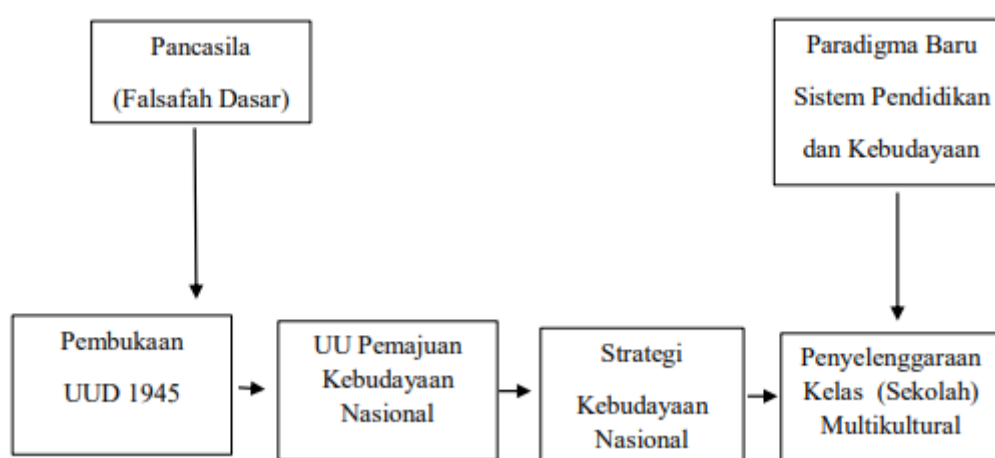 Pancasila
(Falsafah Dasar)
Paradigma Baru
Sistem Pendidikan
dan Kebudayaan
Pembukaan
UUD 1945
UU Pemajuan
Kebudayaan
Nasional
Strategi
Kebudayaan
Nasional
Penyelenggaraan
Kelas (Sekolah)
Multikultural